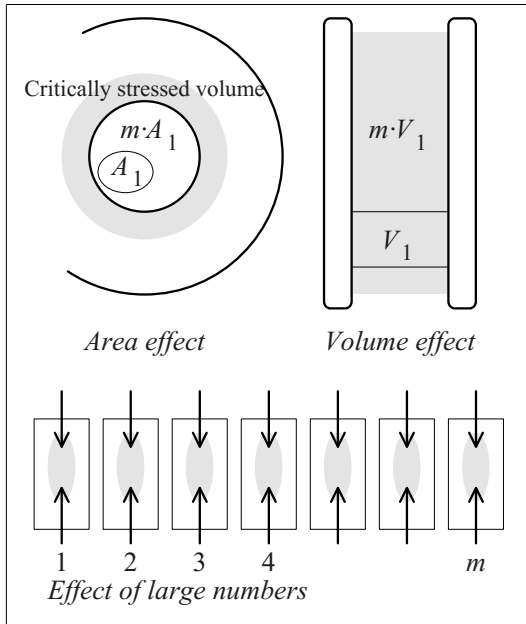 Critically stressed volume
m·A₁
A₁
m·V₁
V₁
Area effect
Volume effect
1 2 3 4 m
Effect of large numbers